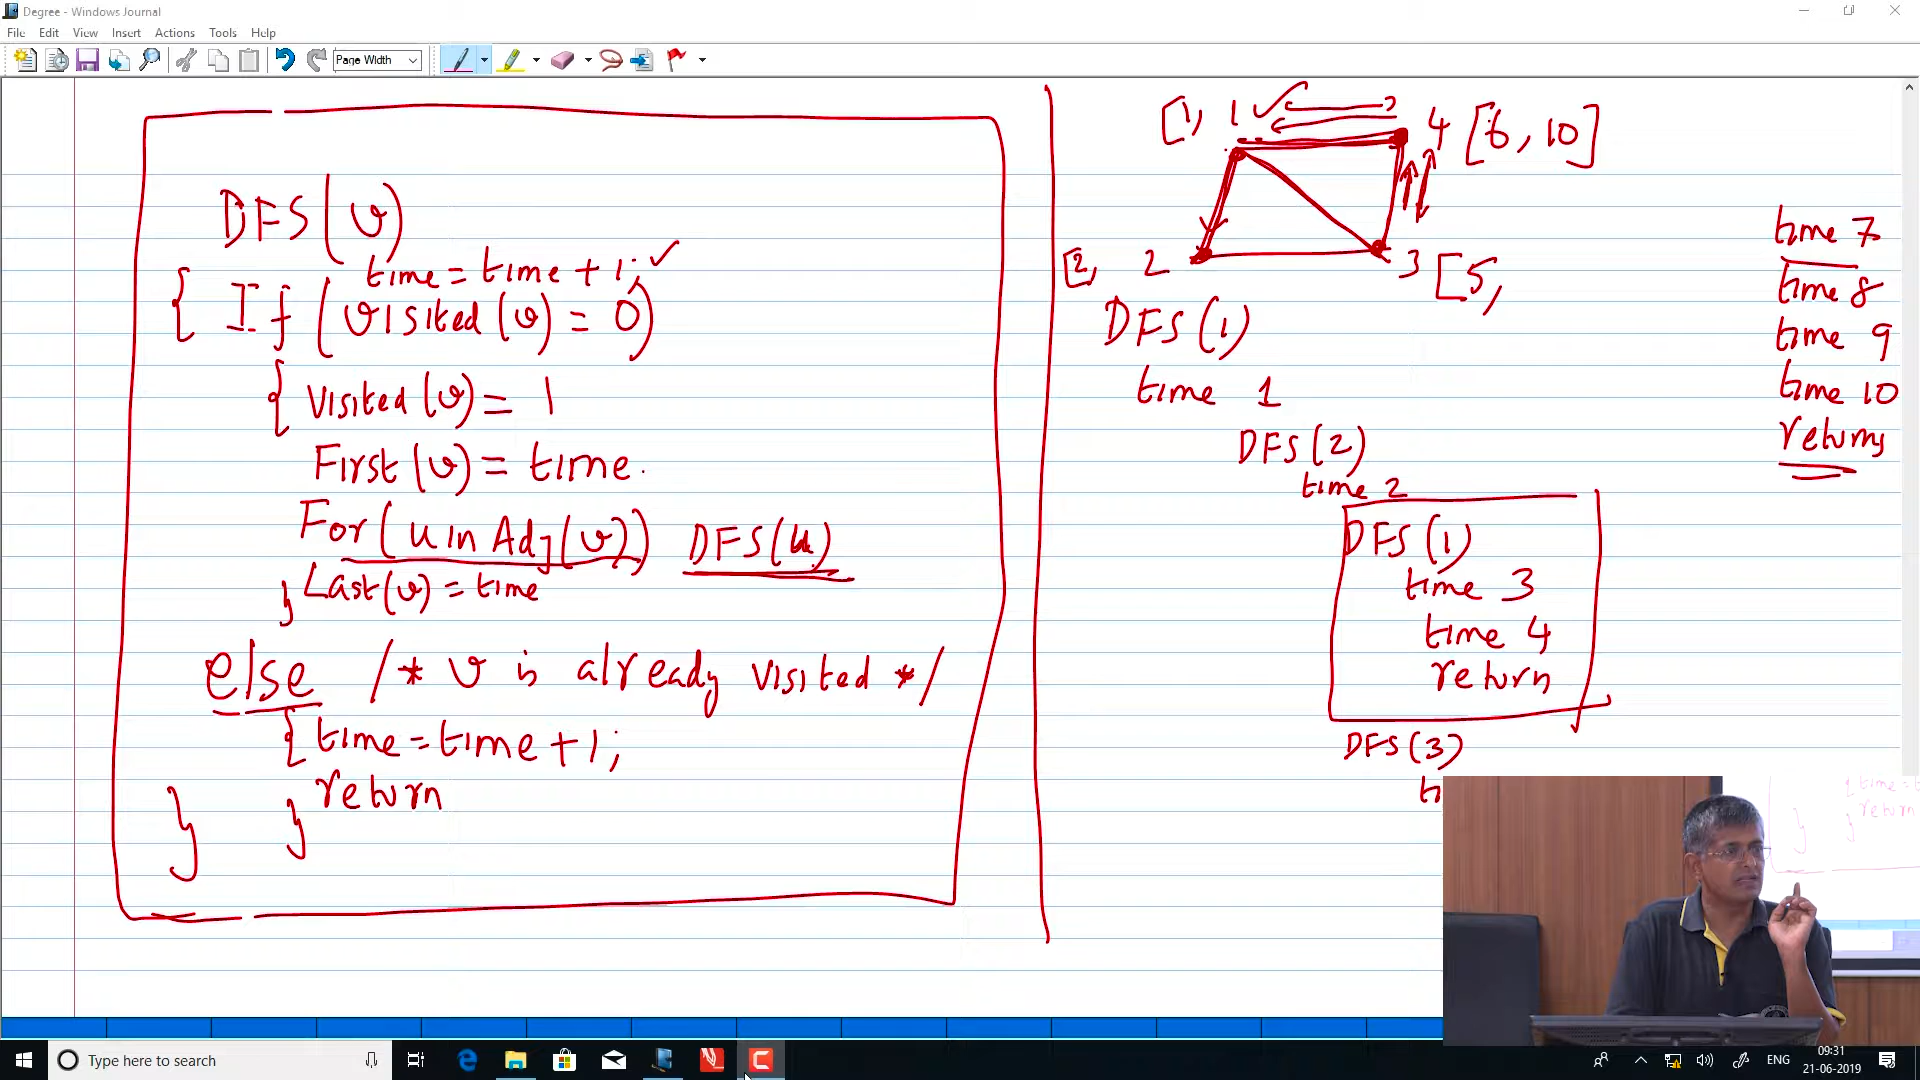 Degree - Windows Journal
File Edit View Insert Actions Tools Help
Page Width
DFS(v)
{ time = time + 1; ✓
If (visited(v) = 0)
{ visited(v) = 1
First(v) = time.
For(u in Adj(v)) DFS(u)
} Last(v) = time
else /* v is already visited */
{ time = time + 1;
return
} }
[1, 1 ✓
4 [6, 10]
[2, 2
3 [5,
DFS(1)
time 1
DFS(2)
time 2
DFS(1)
time 3
time 4
return
DFS(3)
time 7
time 8
time 9
time 10
returns
return
Type here to search
ENG
09:31
21-06-2019